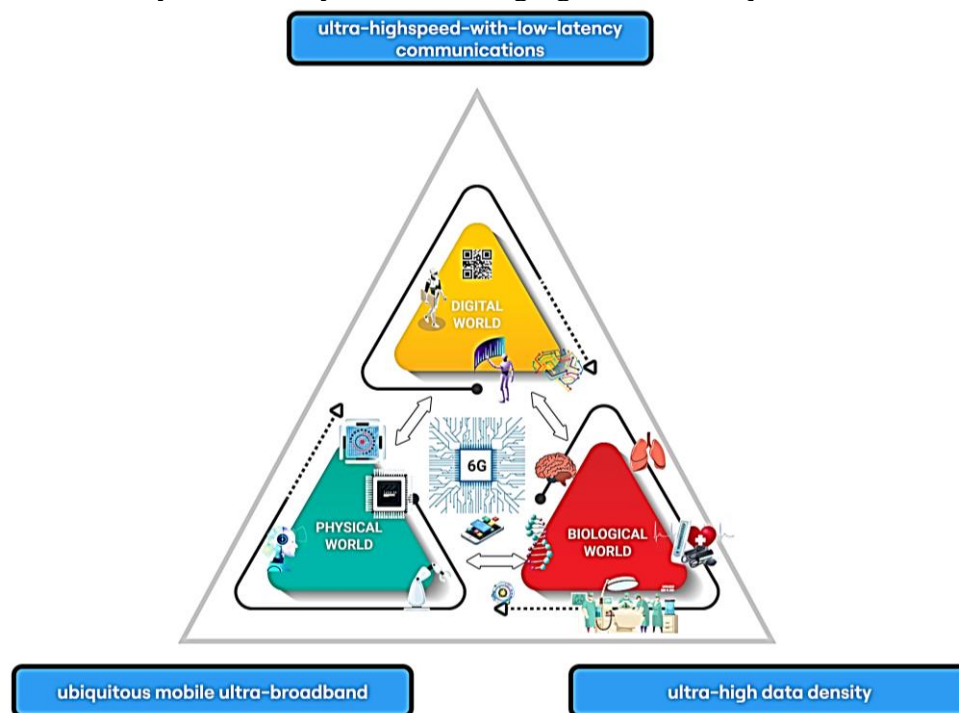 ultra-highspeed-with-low-latency
communications
DIGITAL
WORLD
6G
PHYSICAL
WORLD
BIOLOGICAL
WORLD
ubiquitous mobile ultra-broadband
ultra-high data density